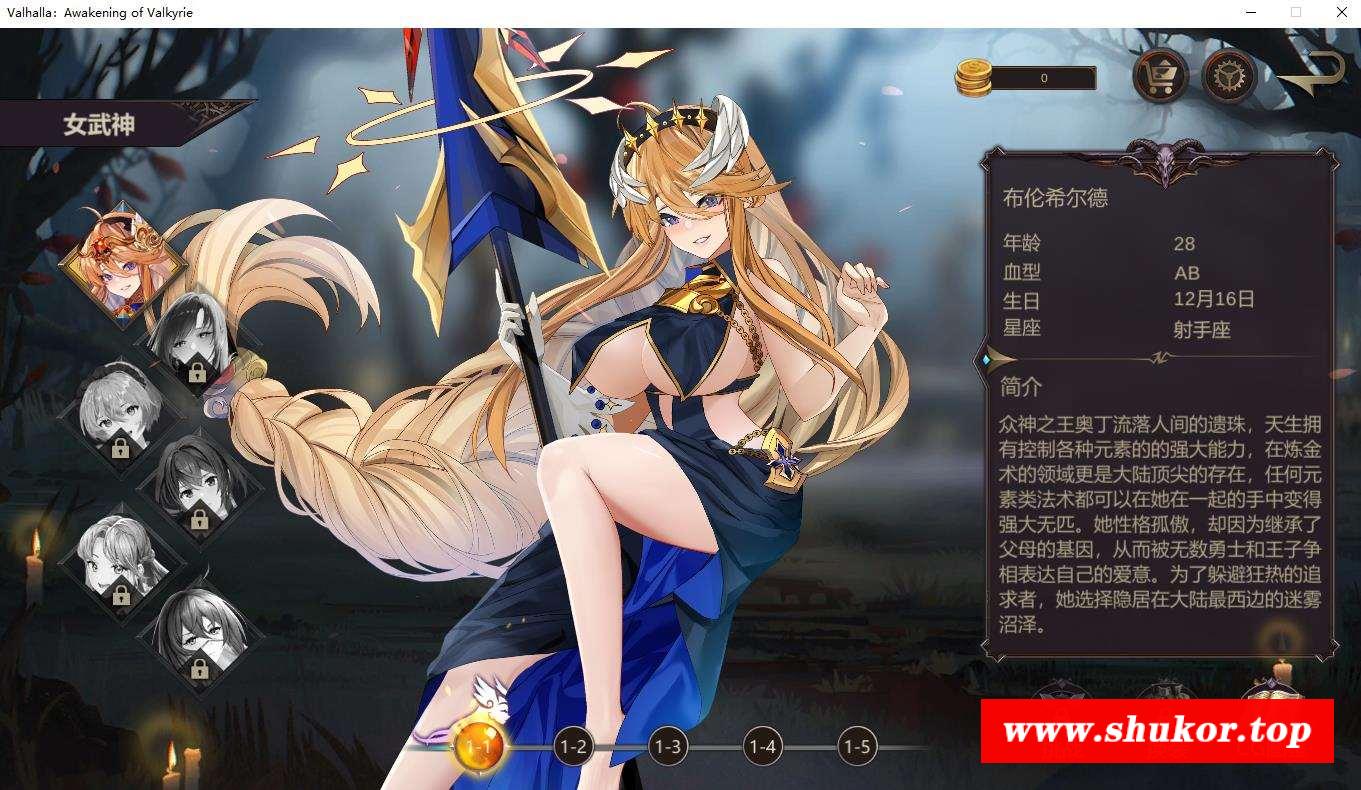 Valhalla: Awakening of Valkyrie
0
女武神
布伦希尔德
年龄 28
血型 AB
生日 12月16日
星座 射手座
简介
众神之王奥丁流落人间的遗珠，天生拥
有控制各种元素的的强大能力，在炼金
术的领域更是大陆顶尖的存在，任何元
素类法术都可以在她在一起的手中变得
强大无匹。她性格孤傲，却因为继承了
父母的基因，从而被无数勇士和王子争
相表达自己的爱意。为了躲避狂热的追
求者，她选择隐居在大陆最西边的迷雾
沼泽。
www.shukor.top
1-1 1-2 1-3 1-4 1-5